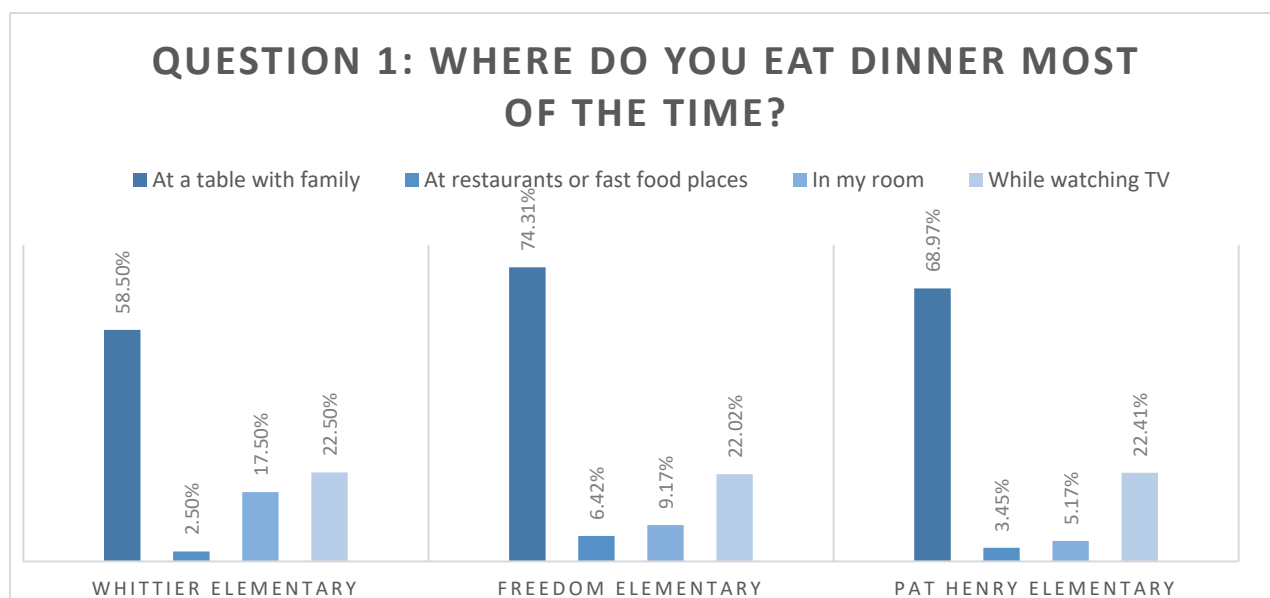 QUESTION 1: WHERE DO YOU EAT DINNER MOST
OF THE TIME?
At a table with family
At restaurants or fast food places
In my room
While watching TV
58.50%
2.50%
17.50%
22.50%
74.31%
6.42%
9.17%
22.02%
68.97%
3.45%
5.17%
22.41%
WHITTIER ELEMENTARY
FREEDOM ELEMENTARY
PAT HENRY ELEMENTARY